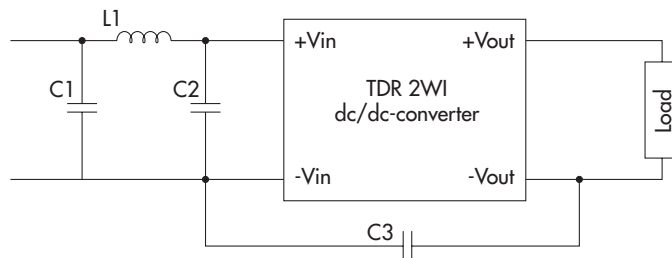 L1
+Vin
+Vout
C1
C2
TDR 2WI
dc/dc-converter
Load
-Vin
-Vout
C3